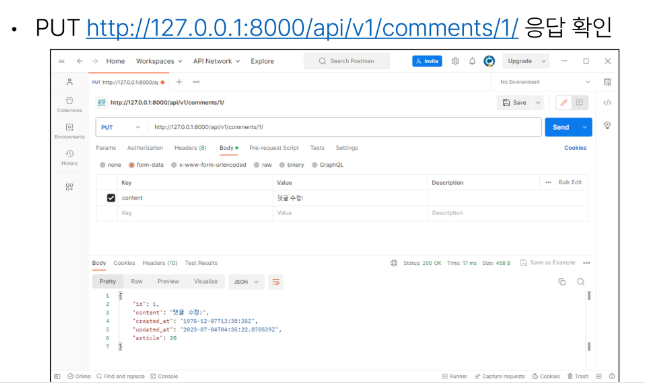 • PUT http://127.0.0.1:8000/api/v1/comments/1/ 응답 확인
Home Workspaces API Network Explore Search Postman Invite Upgrade
PUT http://127.0.0.1:8000/a No Environment
http://127.0.0.1:8000/api/v1/comments/1/ Save
Collections
PUT http://127.0.0.1:8000/api/v1/comments/1/ Send
Environments
Params Authorization Headers (8) Body Pre-request Script Tests Settings Cookies
History
none form-data x-www-form-urlencoded raw binary GraphQL
Key Value Description Bulk Edit
content 댓글 수정!
Key Value Description
Body Cookies Headers (10) Test Results Status: 200 OK Time: 17 ms Size: 458 B Save as Example
Pretty Raw Preview Visualize JSON
1 {
2 "id": 1,
3 "content": "댓글 수정!",
4 "created_at": "1976-12-07T13:38:25Z",
5 "updated_at": "2023-07-04T04:35:22.078539Z",
6 "article": 20
7 }
Online Find and replace Console Runner Capture requests Cookies Trash